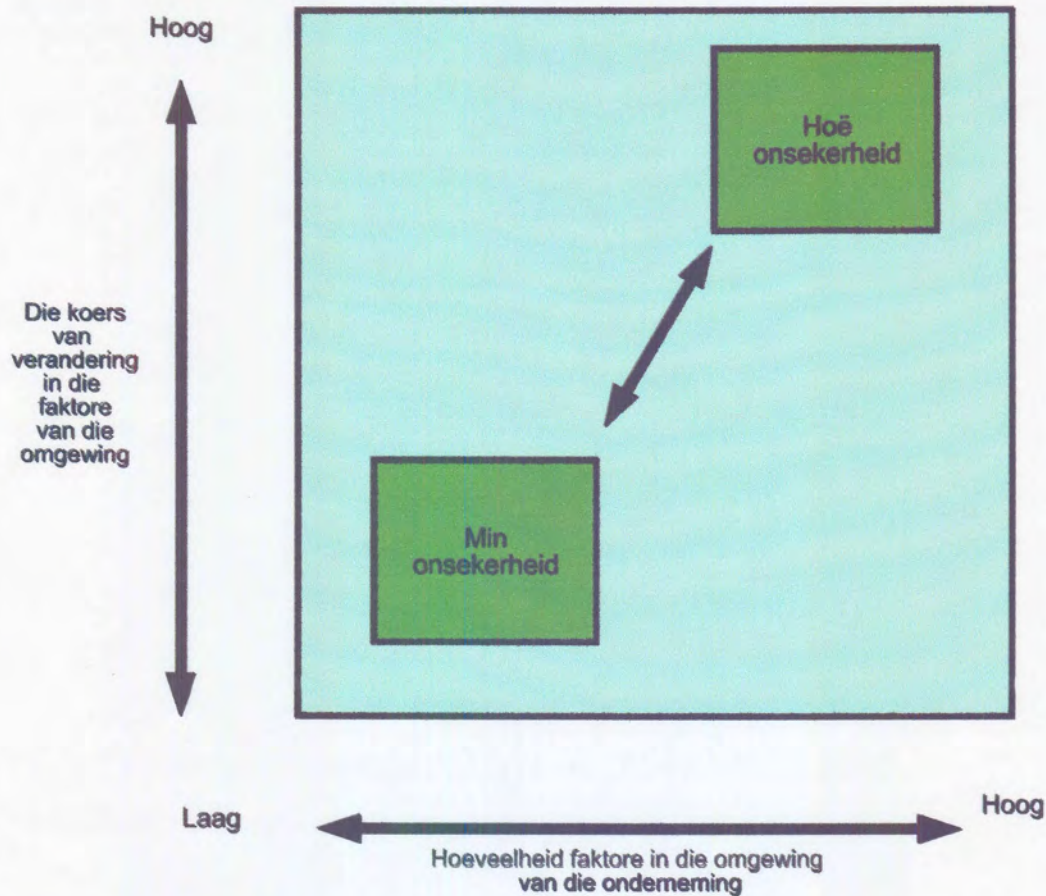 Hoog
Hoë
onsekerheid
Die koers
van
verandering
in die
faktore
van die
omgewing
Min
onsekerheid
Laag
Hoog
Hoeveelheid faktore in die omgewing
van die onderneming